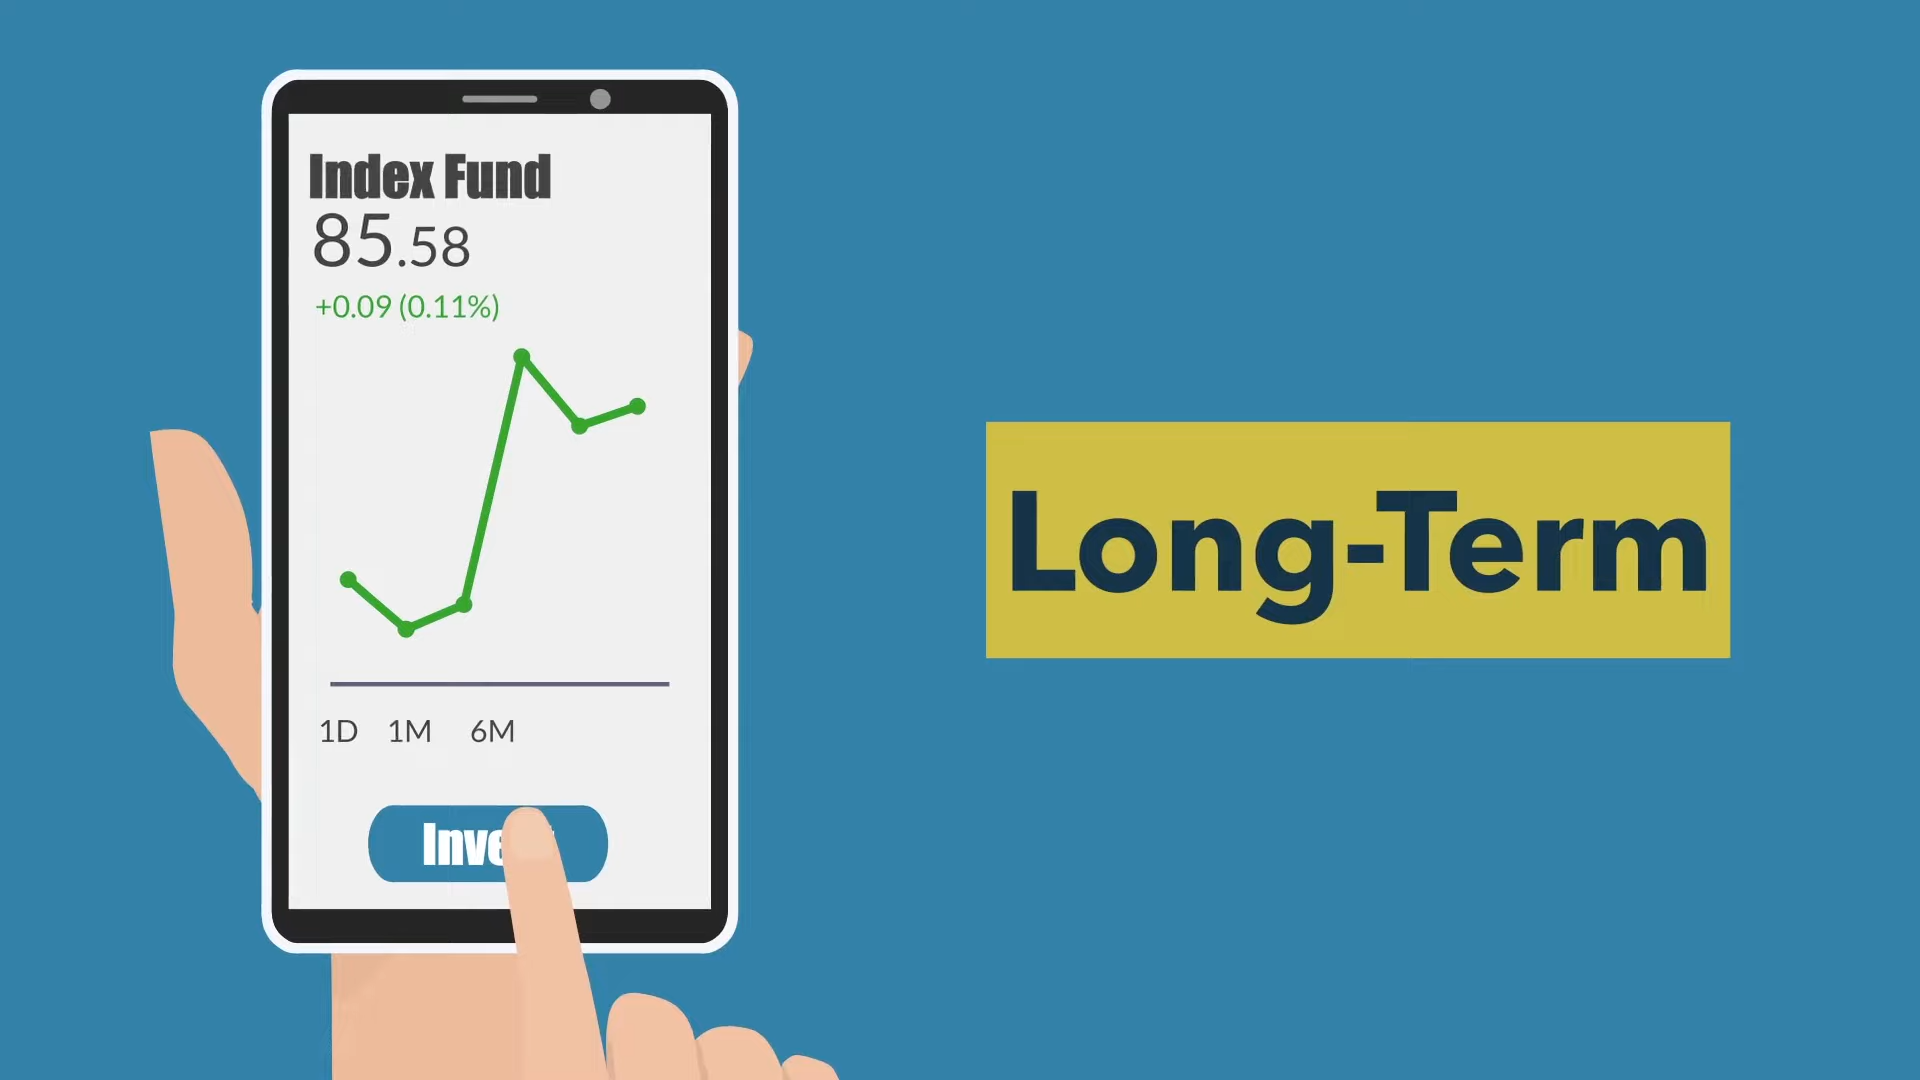 Index Fund
85.58
+0.09 (0.11%)
1D 1M 6M
Long-Term